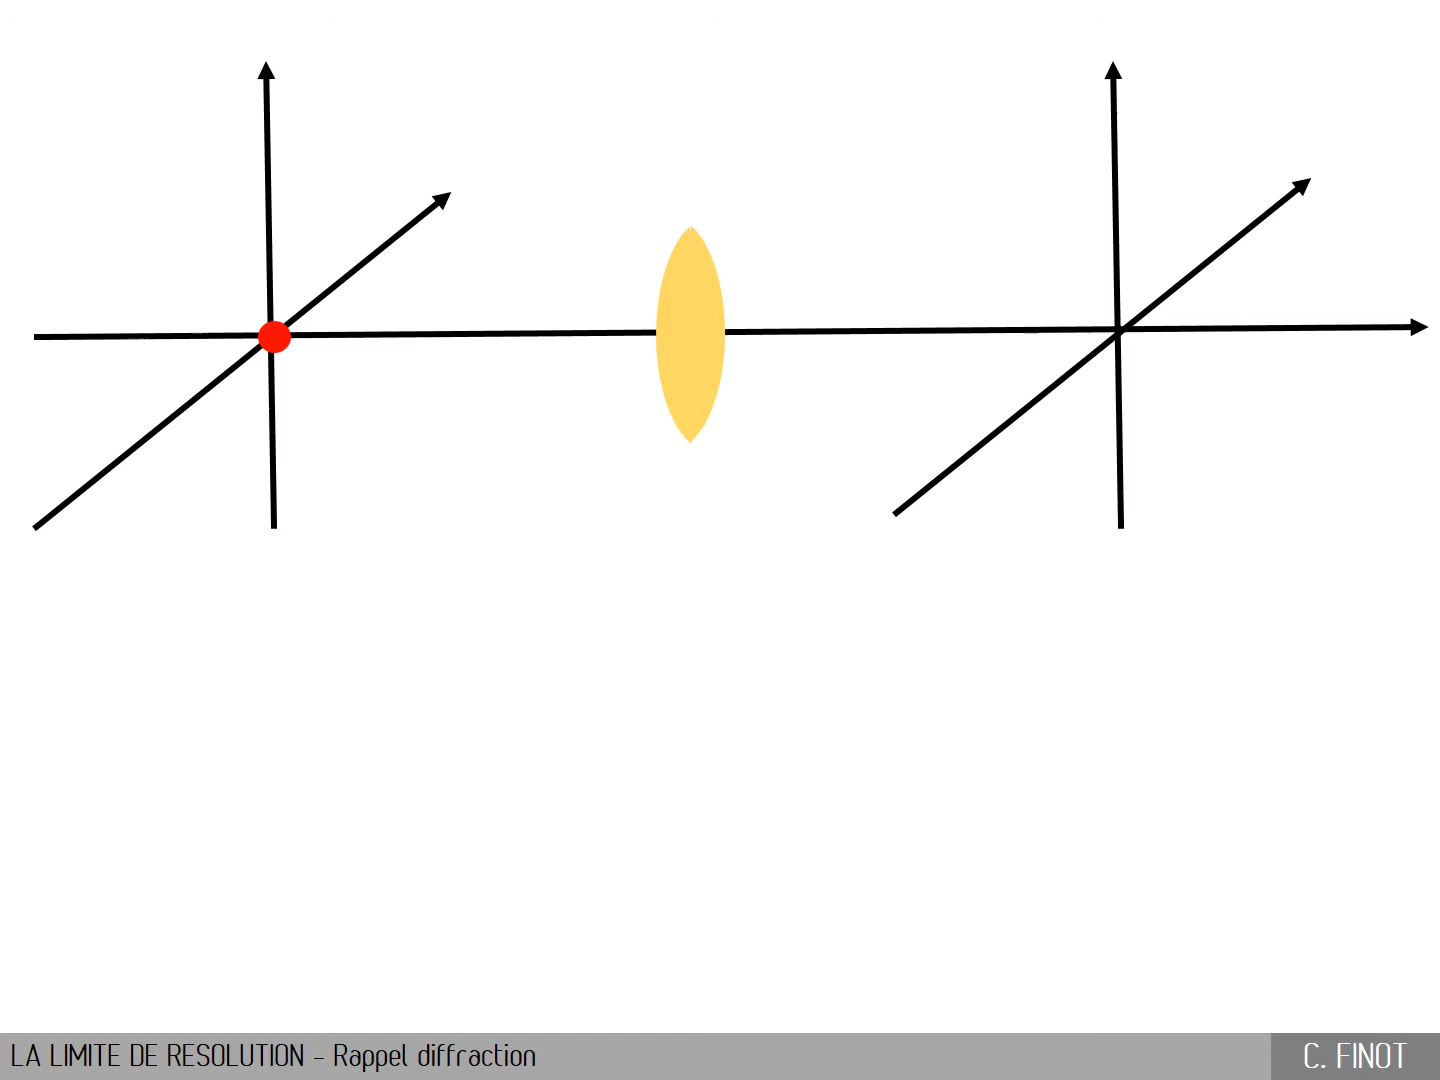 LA LIMITE DE RESOLUTION - Rappel diffraction
C. FINOT